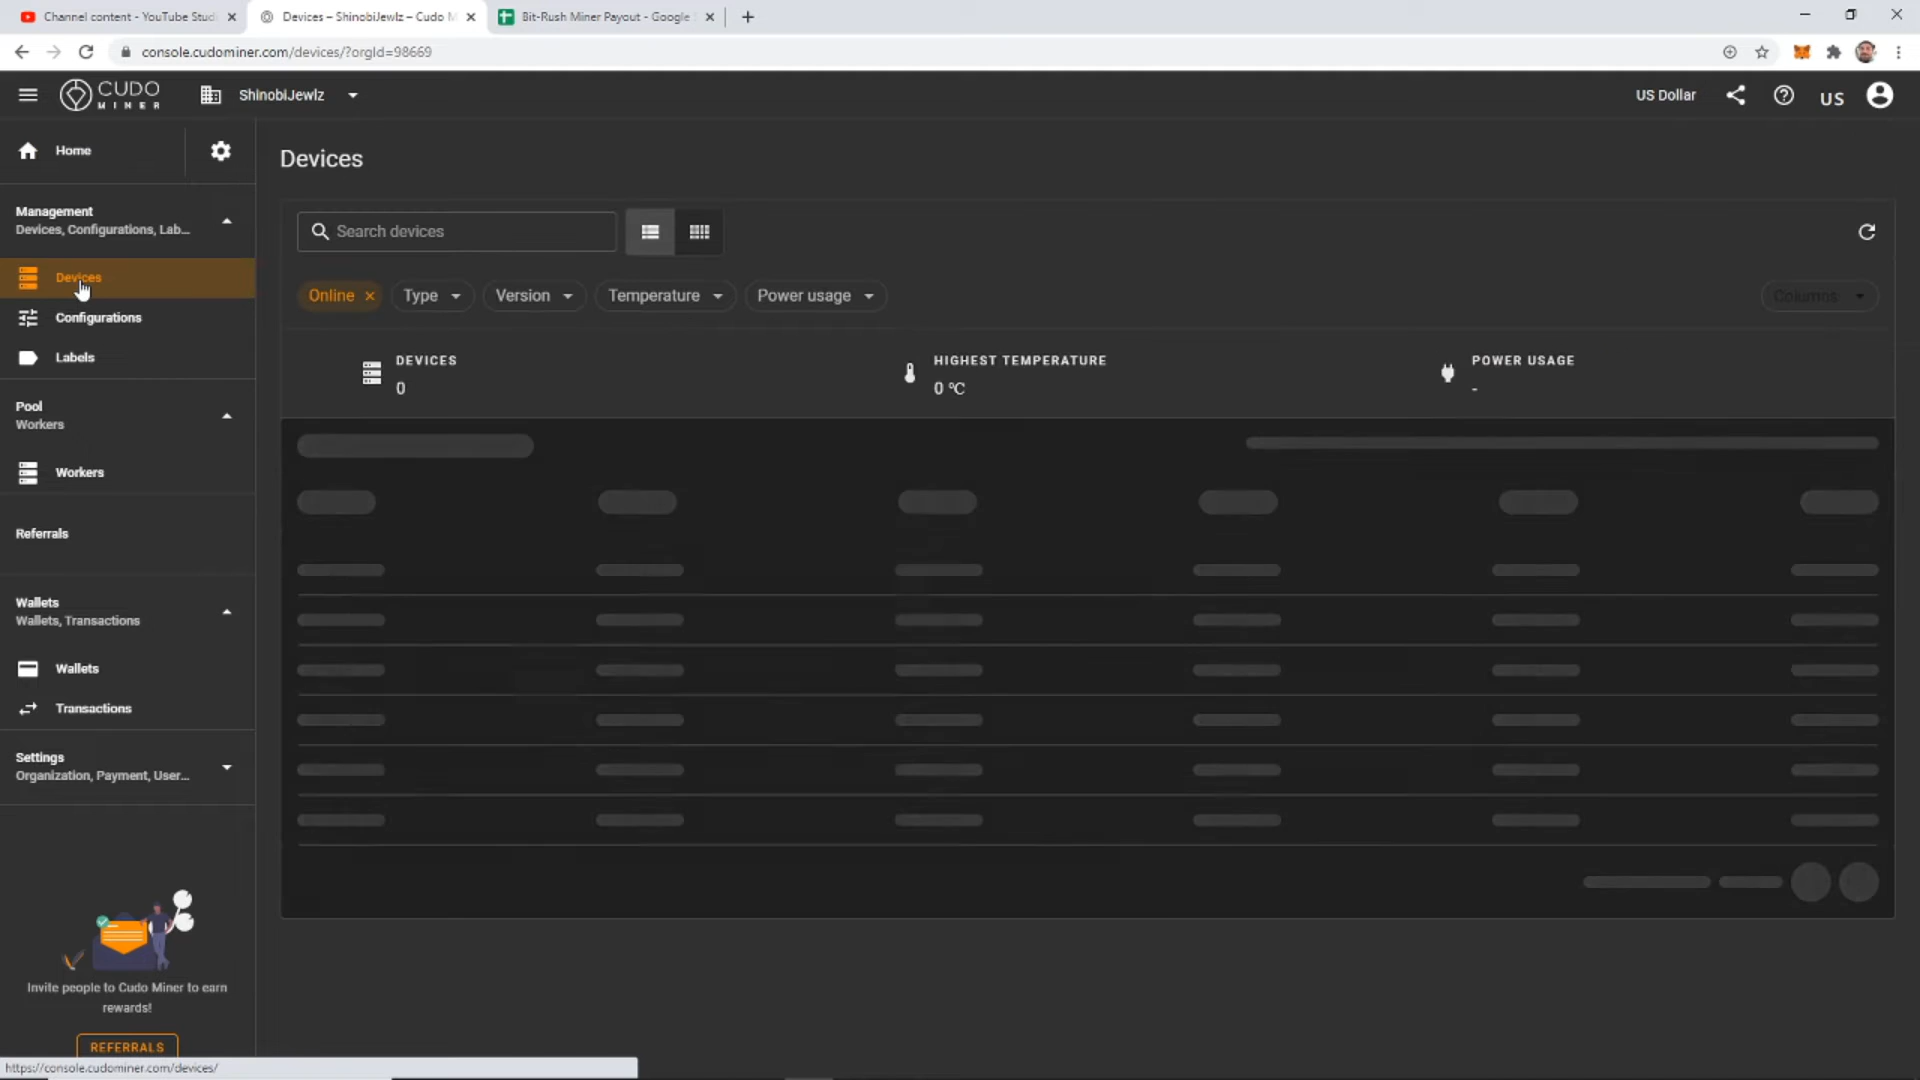 Channel content - YouTube Studi
Devices – ShinobiJewlz – Cudo M
Bit-Rush Miner Payout - Google
console.cudominer.com/devices/?orgId=98669
CUDO
MINER
ShinobiJewlz
US Dollar
US
Home
Devices
Management
Devices, Configurations, Lab...
Search devices
Devices
Online
Type
Version
Temperature
Power usage
Columns
Configurations
Labels
DEVICES
0
HIGHEST TEMPERATURE
0 °C
POWER USAGE
-
Pool
Workers
Workers
Referrals
Wallets
Wallets, Transactions
Wallets
Transactions
Settings
Organization, Payment, User...
Invite people to Cudo Miner to earn
rewards!
REFERRALS
https://console.cudominer.com/devices/